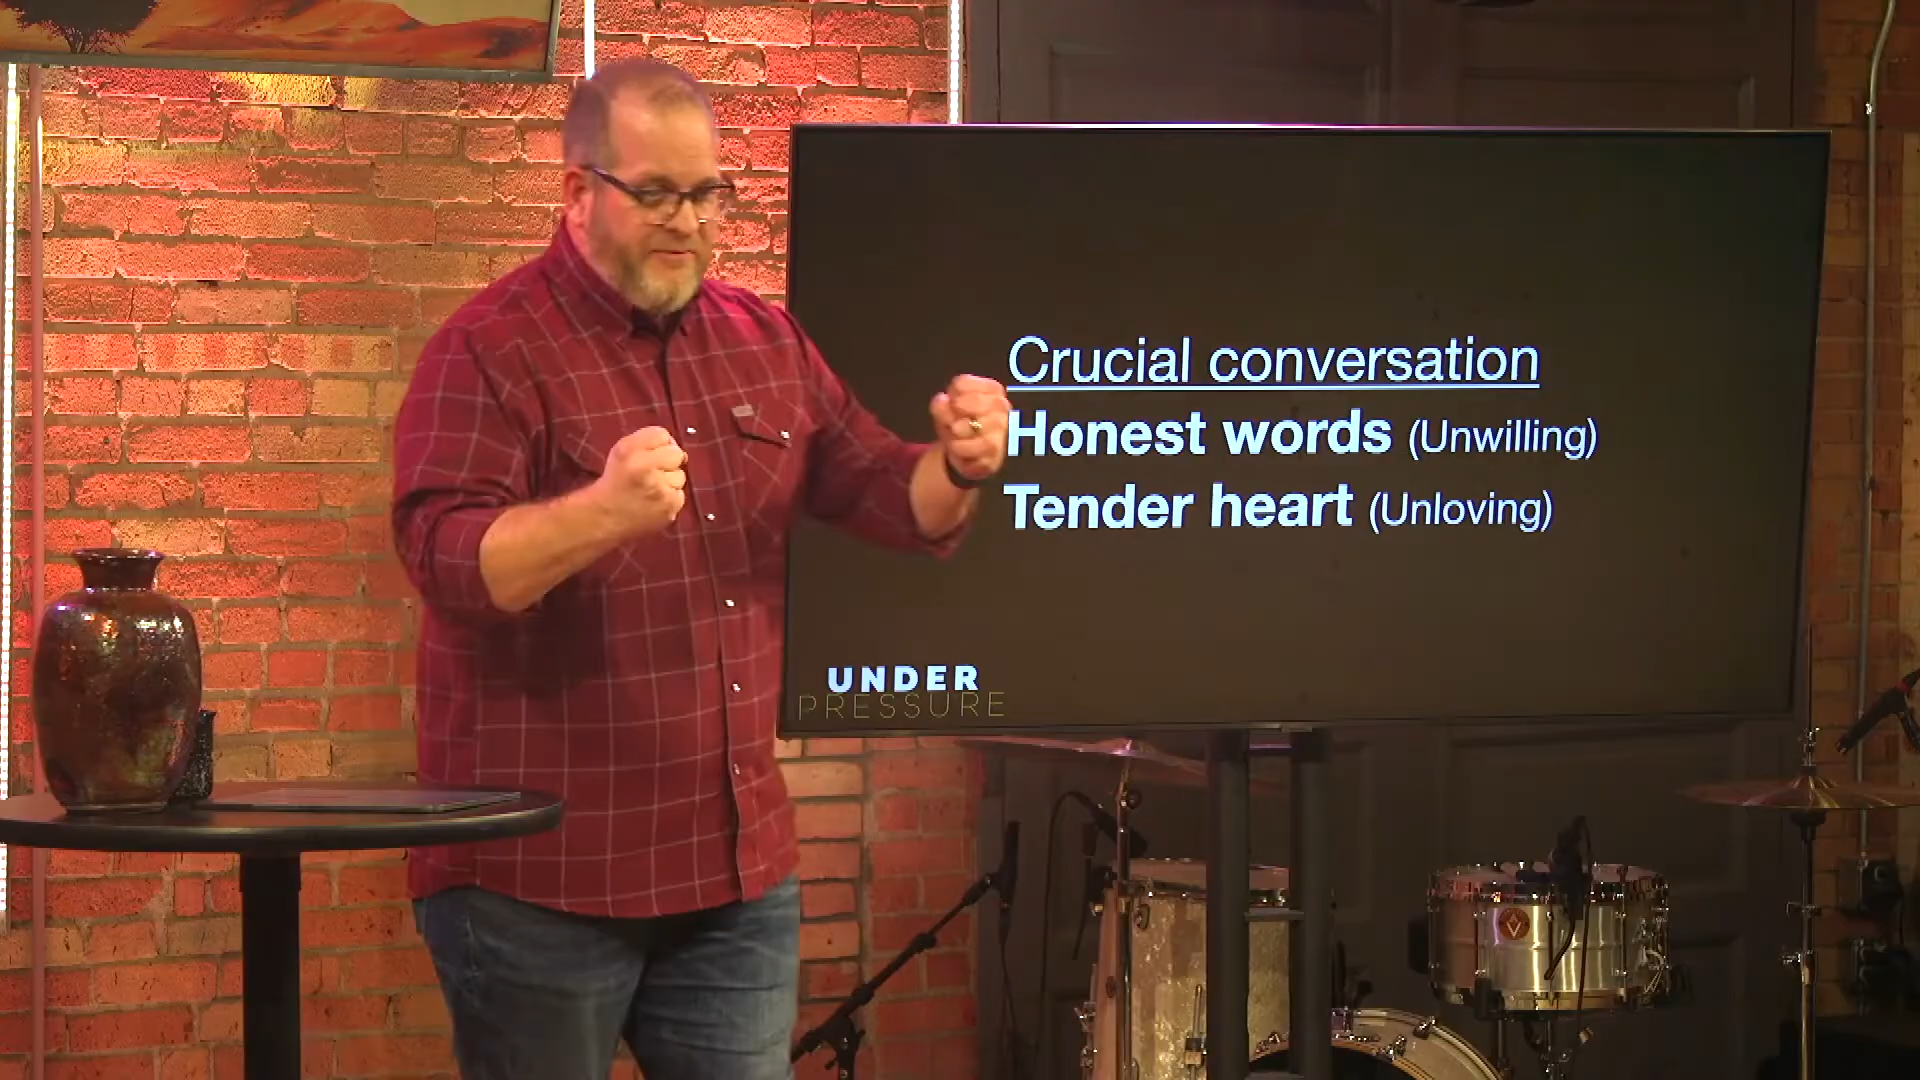 Crucial conversation
Honest words (Unwilling)
Tender heart (Unloving)
UNDER
PRESSURE